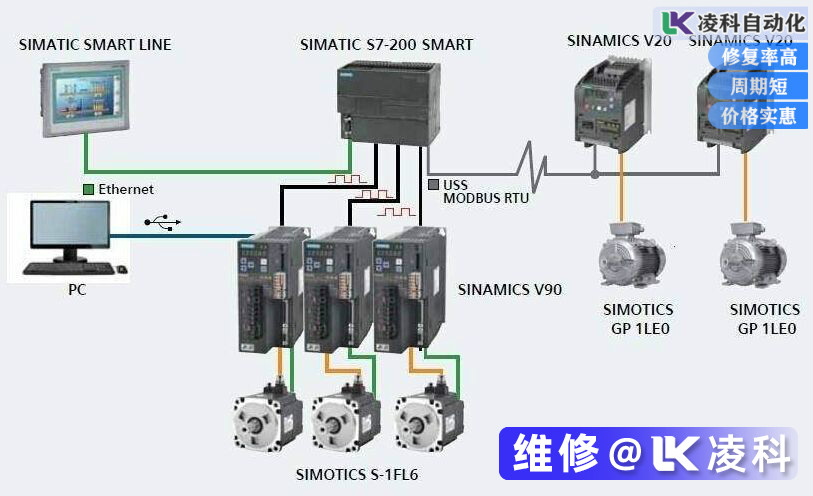 LK 凌科自动化
SIMATIC SMART LINE
SIMATIC S7-200 SMART
SINAMICS V20
SINAMICS V20
修复率高
周期短
价格实惠
Ethernet
USS
MODBUS RTU
PC
SINAMICS V90
SIMOTICS
GP 1LE0
SIMOTICS
GP 1LE0
SIMOTICS S-1FL6
维修@LK凌科